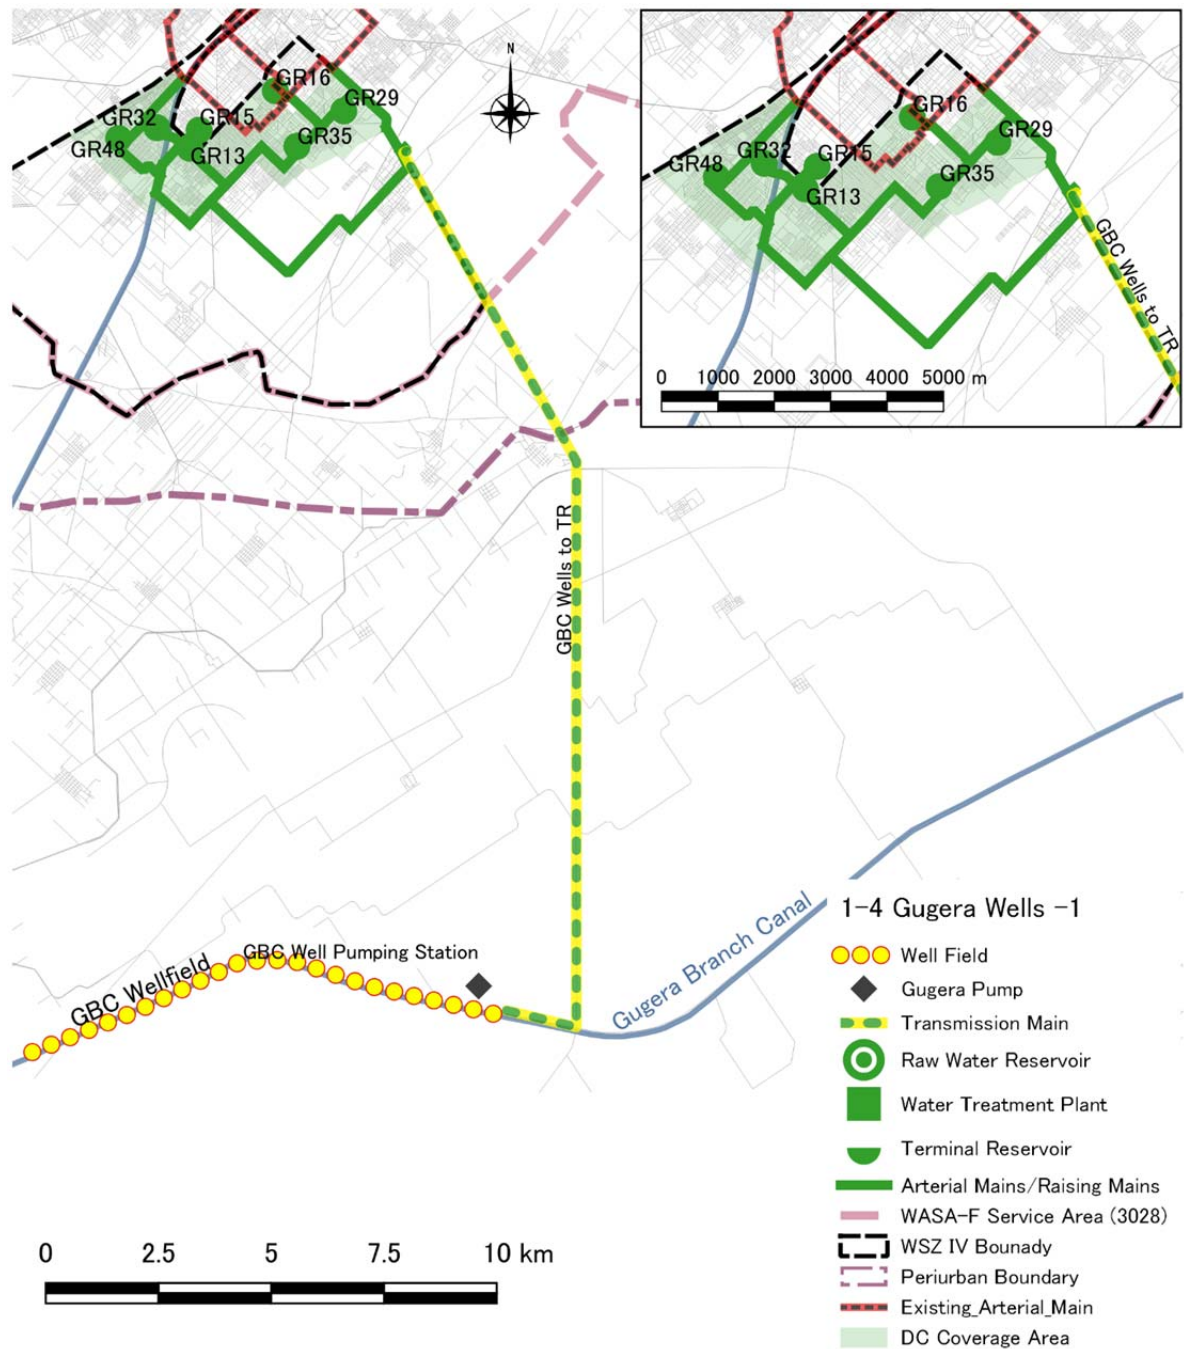 N
GR16
GR29
GR32
GR15
GR35
GR48
GR13
GR16
GR29
GR32
GR15
GR48
GR35
GR13
GBC Wells to TR
0 1000 2000 3000 4000 5000 m
GBC Wells to TR
Gugera Branch Canal
GBC Well Pumping Station
GBC Wellfield
1-4 Gugera Wells -1
Well Field
Gugera Pump
Transmission Main
Raw Water Reservoir
Water Treatment Plant
Terminal Reservoir
Arterial Mains/Raising Mains
WASA-F Service Area (3028)
WSZ IV Bounady
Periurban Boundary
Existing_Arterial_Main
DC Coverage Area
0 2.5 5 7.5 10 km